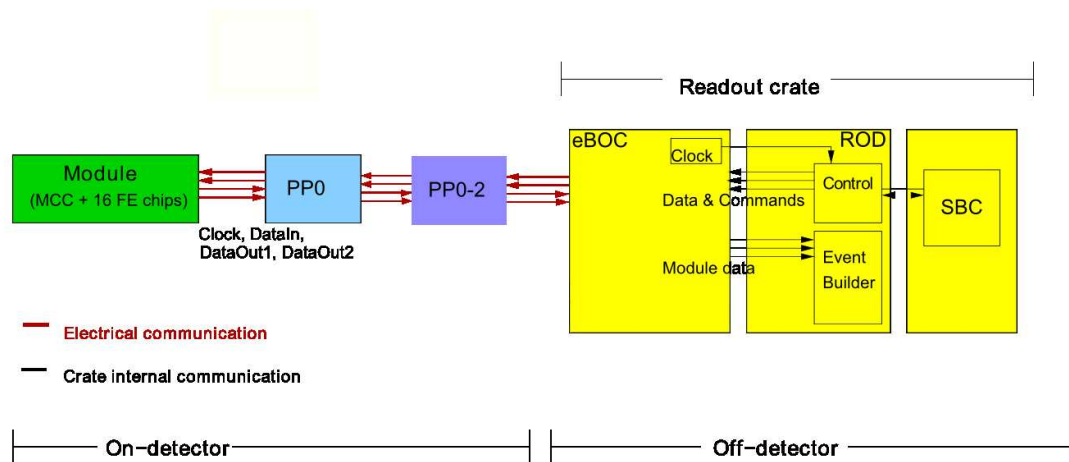 Readout crate
eBOC
ROD
Clock
Module
(MCC + 16 FE chips)
PP0
PP0-2
Control
Data & Commands
SBC
Clock, DataIn,
DataOut1, DataOut2
Module data
Event
Builder
Electrical communication
Crate internal communication
On-detector
Off-detector